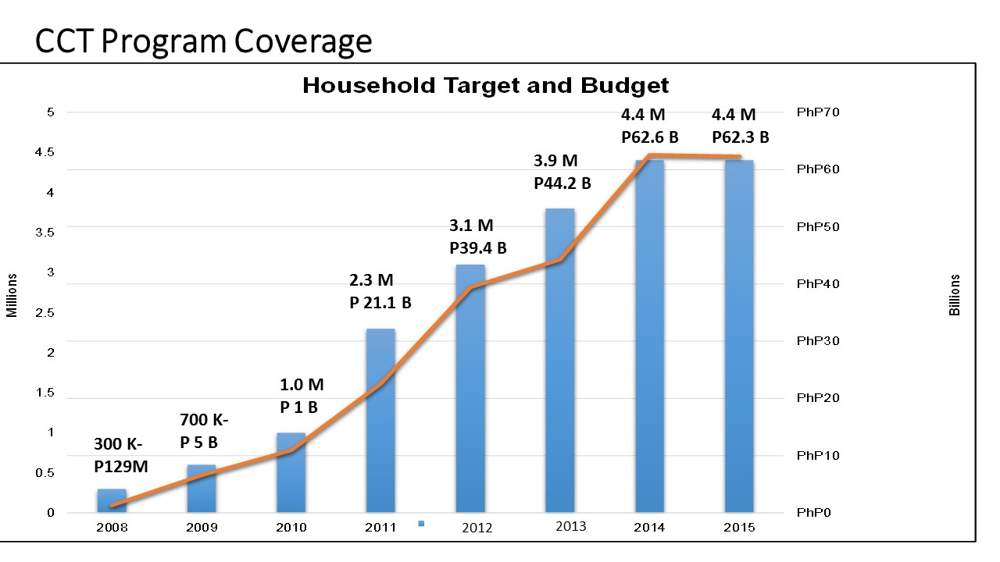 CCT Program Coverage
Household Target and Budget
5
4.5
4
3.5
3
2.5
2
1.5
1
0.5
0
Millions
300 K-
P129M
700 K-
P 5 B
1.0 M
P 1 B
2.3 M
P 21.1 B
3.1 M
P39.4 B
3.9 M
P44.2 B
4.4 M
P62.6 B
4.4 M
P62.3 B
PhP70
PhP60
PhP50
PhP40
PhP30
PhP20
PhP10
PhP0
Billions
2008 2009 2010 2011 2012 2013 2014 2015